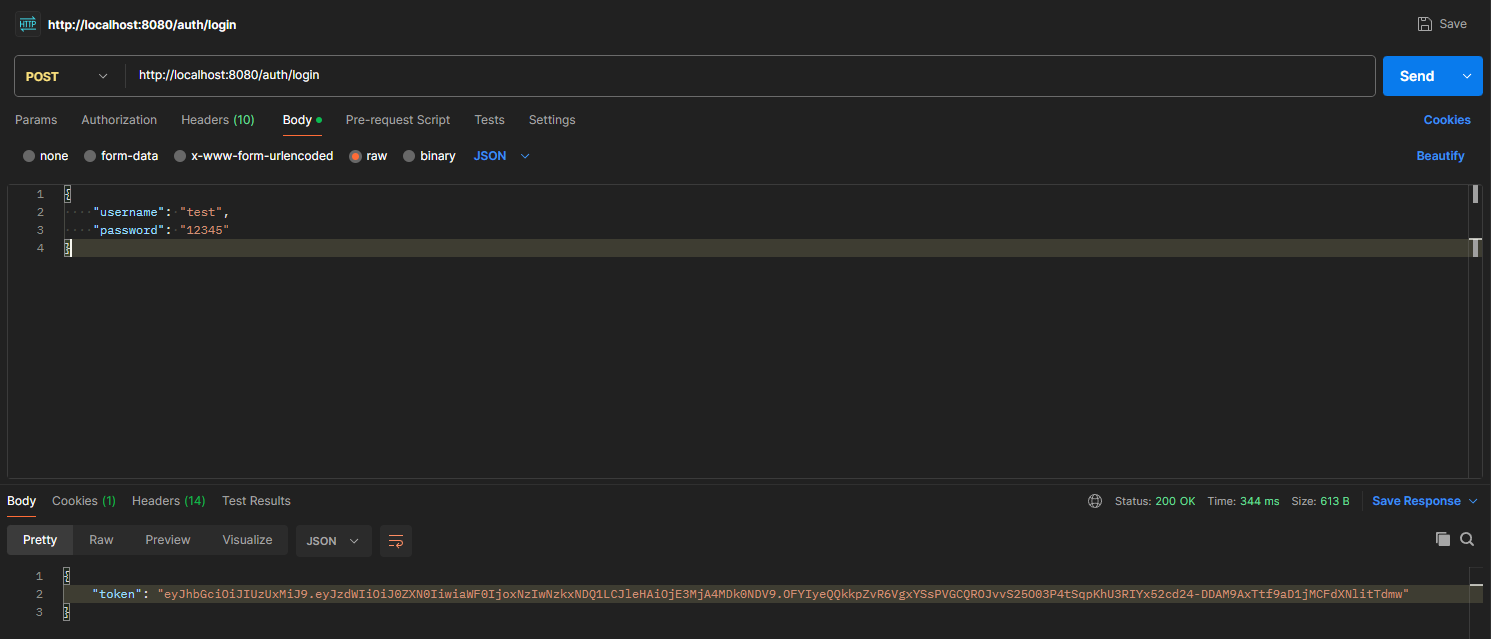 HTTP http://localhost:8080/auth/login Save
POST http://localhost:8080/auth/login Send
Params Authorization Headers (10) Body Pre-request Script Tests Settings Cookies
none form-data x-www-form-urlencoded raw binary JSON Beautify
1 {
2 "username": "test",
3 "password": "12345"
4 }
Body Cookies (1) Headers (14) Test Results Status: 200 OK Time: 344 ms Size: 613 B Save Response
Pretty Raw Preview Visualize JSON
1 {
2 "token": "eyJhbGciOiJIUzUxMiJ9.eyJzdWIiOiJ0ZXN0IiwiaWF0IjoxNzIwNzkxNDQ1LCJleHAiOjE3MjA4MDk0NDV9.OFYIyeQQkkpZvR6VgxYSsPVGCQROJvvS25O03P4tSqpKhU3RIYx52cd24-DDAM9AxTtf9aD1jMCFdXNlitTdmw"
3 }